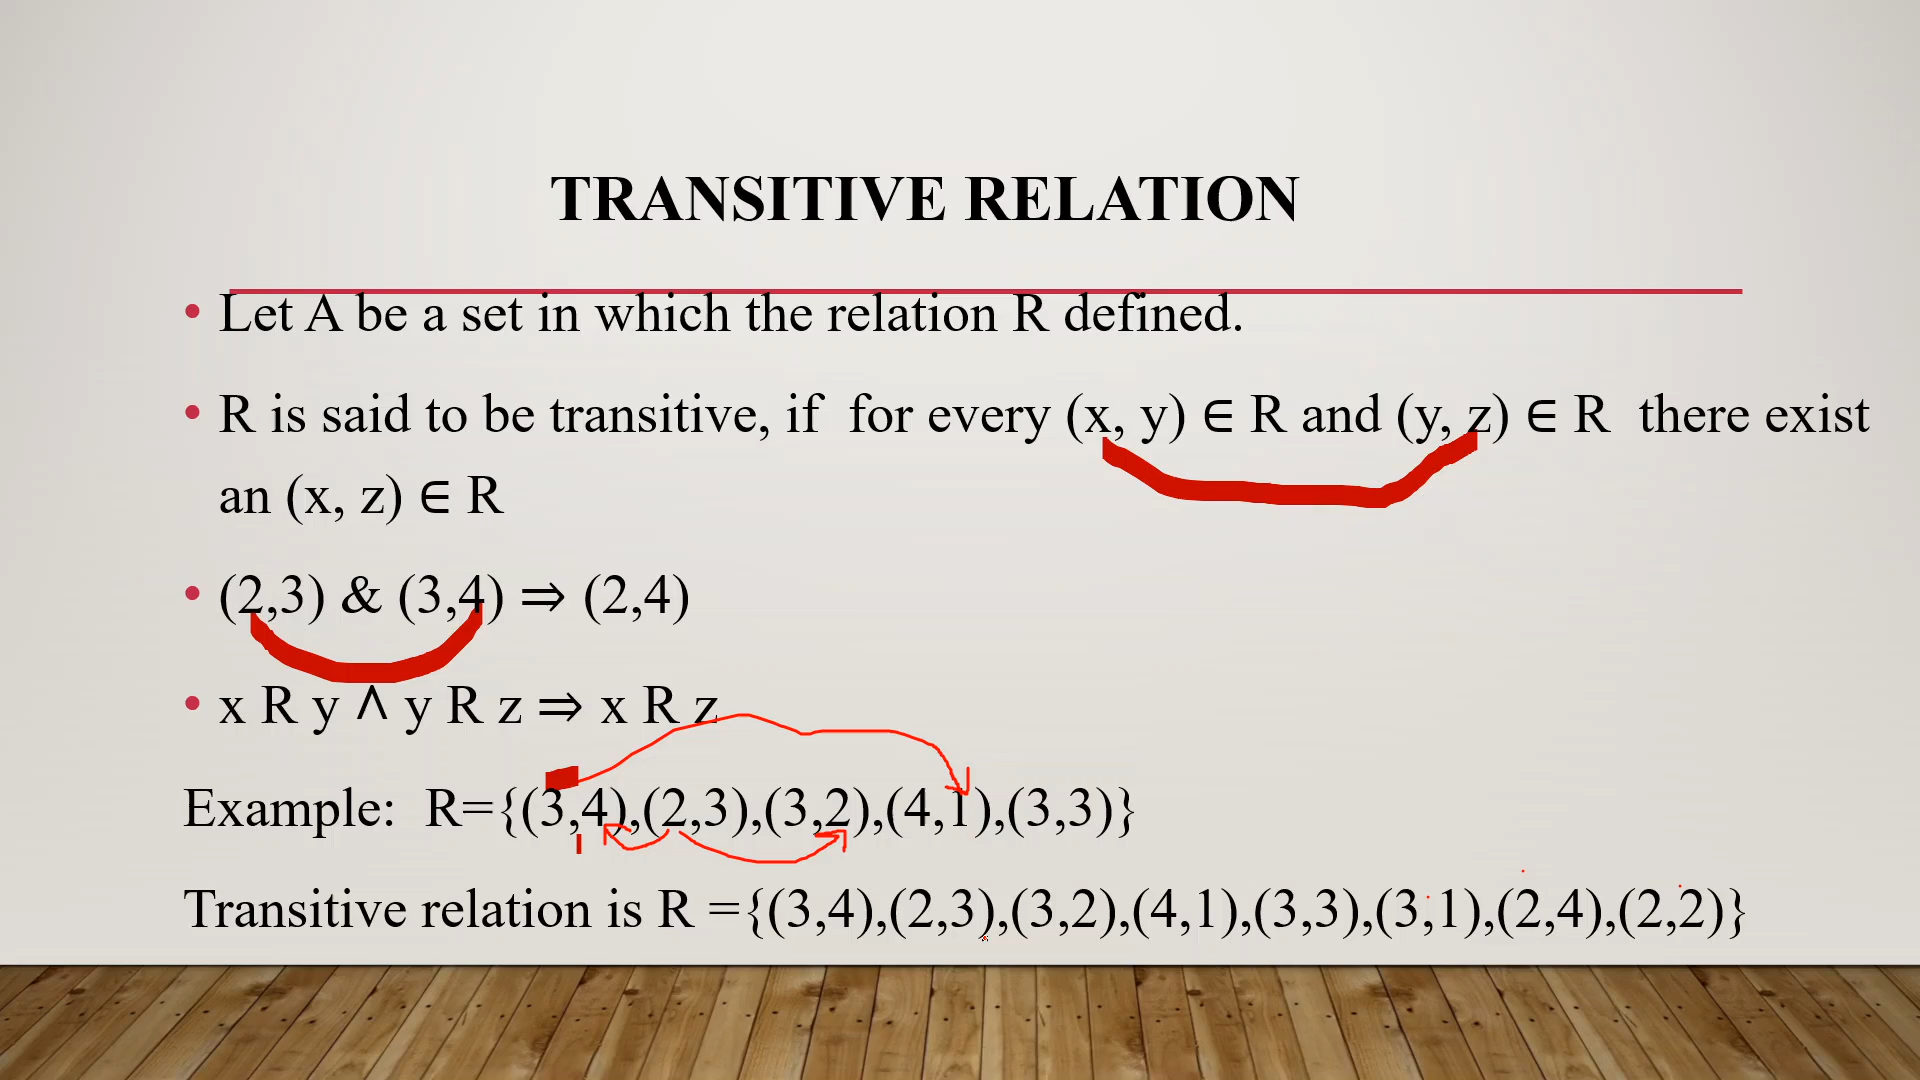 TRANSITIVE RELATION
• Let A be a set in which the relation R defined.
• R is said to be transitive, if for every (x, y) ∈ R and (y, z) ∈ R there exist
an (x, z) ∈ R
• (2,3) & (3,4) ⇒ (2,4)
• x R y ∧ y R z ⇒ x R z
Example: R={(3,4),(2,3),(3,2),(4,1),(3,3)}
Transitive relation is R ={(3,4),(2,3),(3,2),(4,1),(3,3),(3,1),(2,4),(2,2)}